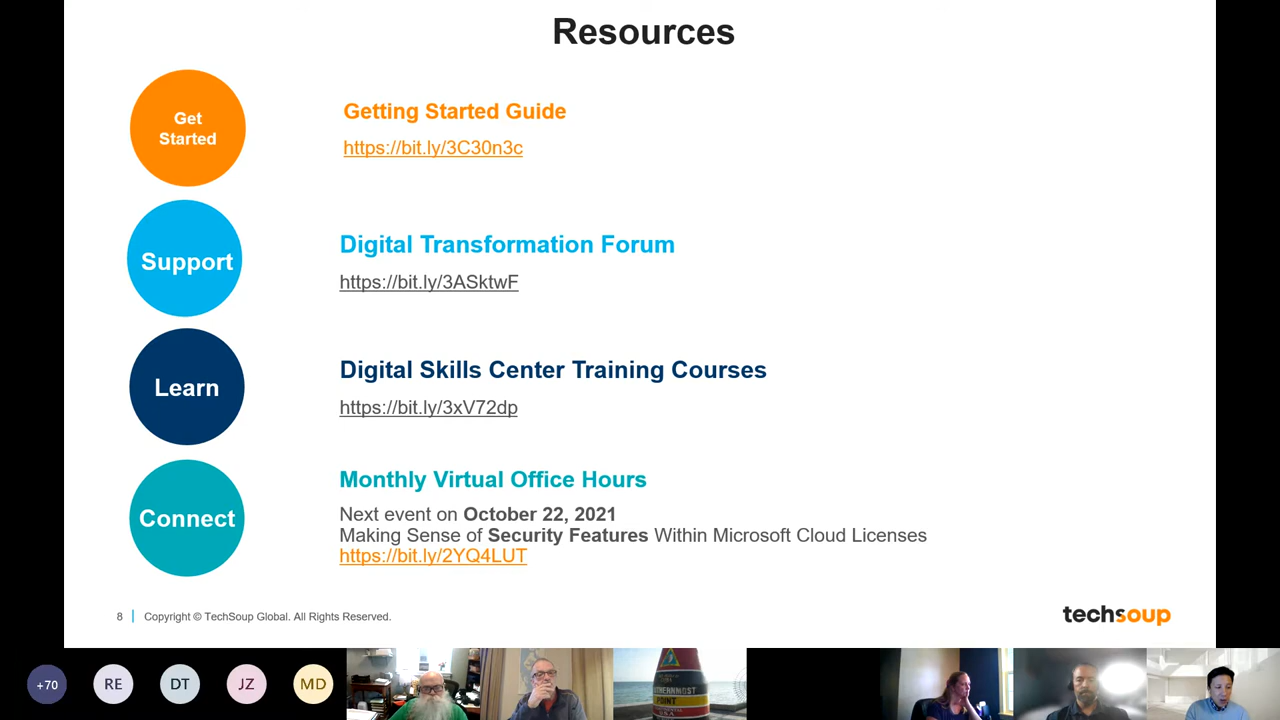 Resources
Get
Started
Getting Started Guide
https://bit.ly/3C30n3c
Support
Digital Transformation Forum
https://bit.ly/3ASktwF
Learn
Digital Skills Center Training Courses
https://bit.ly/3xV72dp
Connect
Monthly Virtual Office Hours
Next event on October 22, 2021
Making Sense of Security Features Within Microsoft Cloud Licenses
https://bit.ly/2YQ4LUT
8
Copyright © TechSoup Global. All Rights Reserved.
techsoup
+70
RE
DT
JZ
MD
POINT